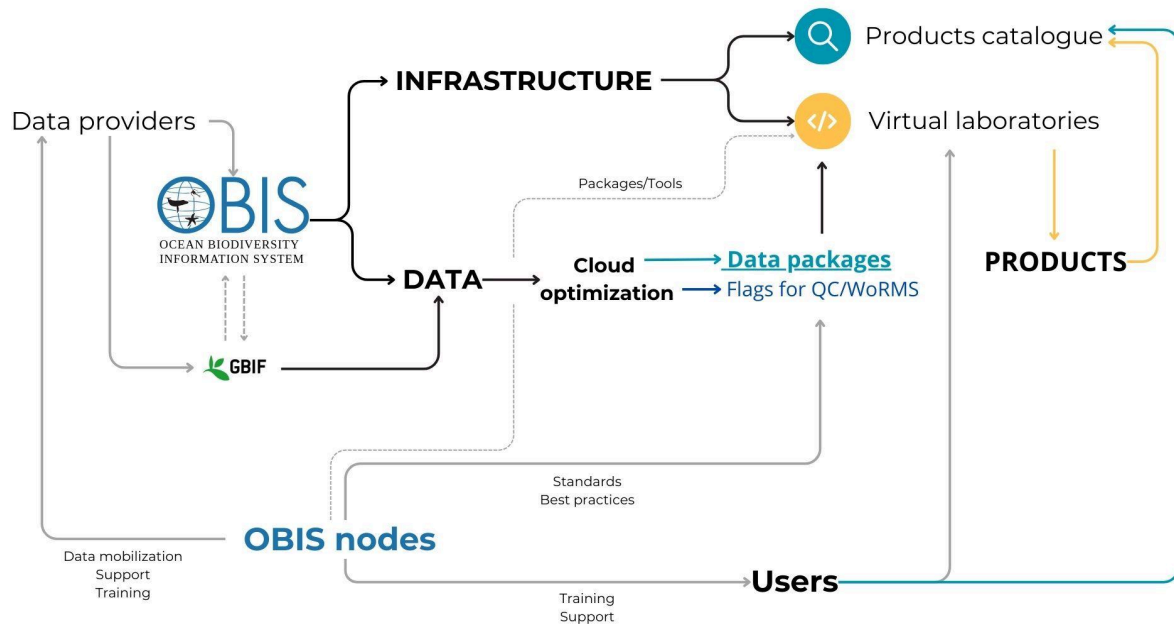 Products catalogue
INFRASTRUCTURE
Data providers
</>
Virtual laboratories
Packages/Tools
OBIS
OCEAN BIODIVERSITY
INFORMATION SYSTEM
DATA
Cloud
optimization
Data packages
Flags for QC/WoRMS
PRODUCTS
GBIF
Standards
Best practices
OBIS nodes
Data mobilization
Support
Training
Users
Training
Support